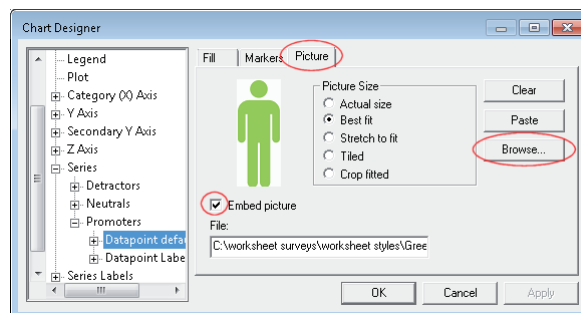 Chart Designer
Legend
Plot
Category (X) Axis
Y Axis
Secondary Y Axis
Z Axis
Series
Detractors
Neutrals
Promoters
Datapoint defau
Datapoint Labe
Series Labels
Fill Markers Picture
Picture Size
Actual size
Best fit
Stretch to fit
Tiled
Crop fitted
Clear
Paste
Browse...
Embed picture
File:
C:\worksheet surveys\worksheet styles\Gree
OK Cancel Apply